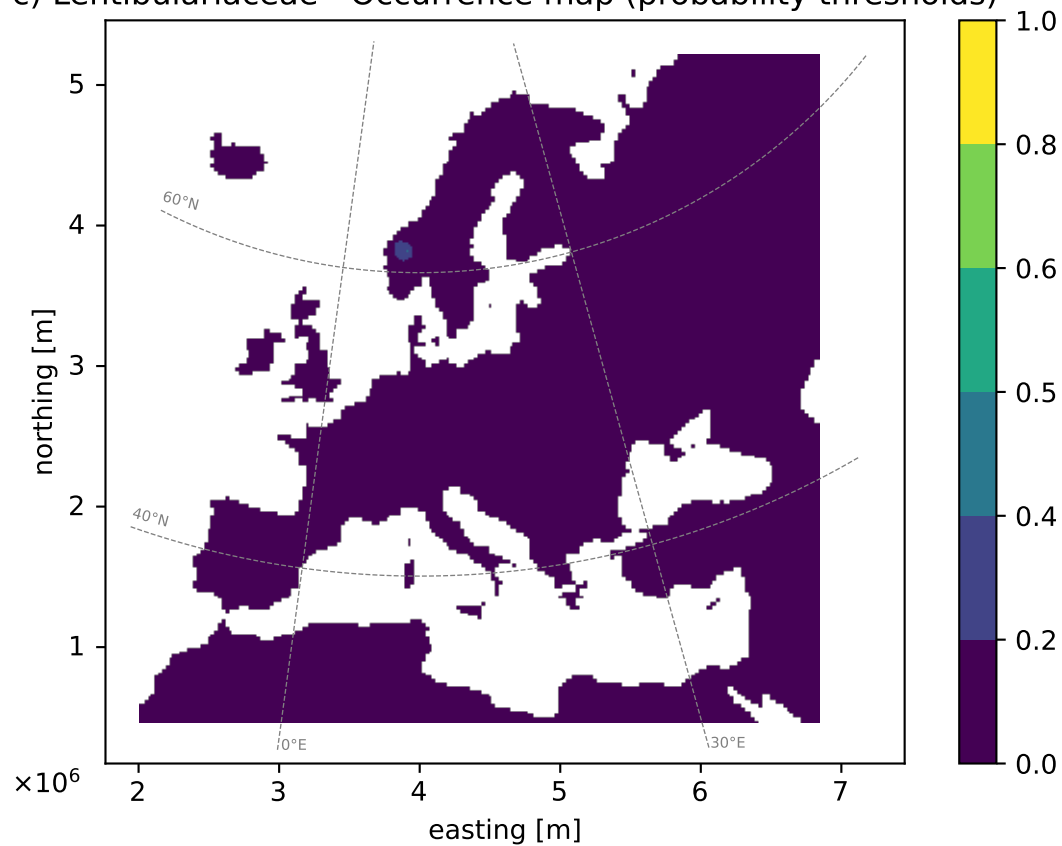 c) Lentibulariaceae - Occurrence map (probability thresholds)
northing [m]
5
4
3
2
1
×10⁶
60°N
40°N
0°E
30°E
2 3 4 5 6 7
easting [m]
1.0
0.8
0.6
0.5
0.4
0.2
0.0